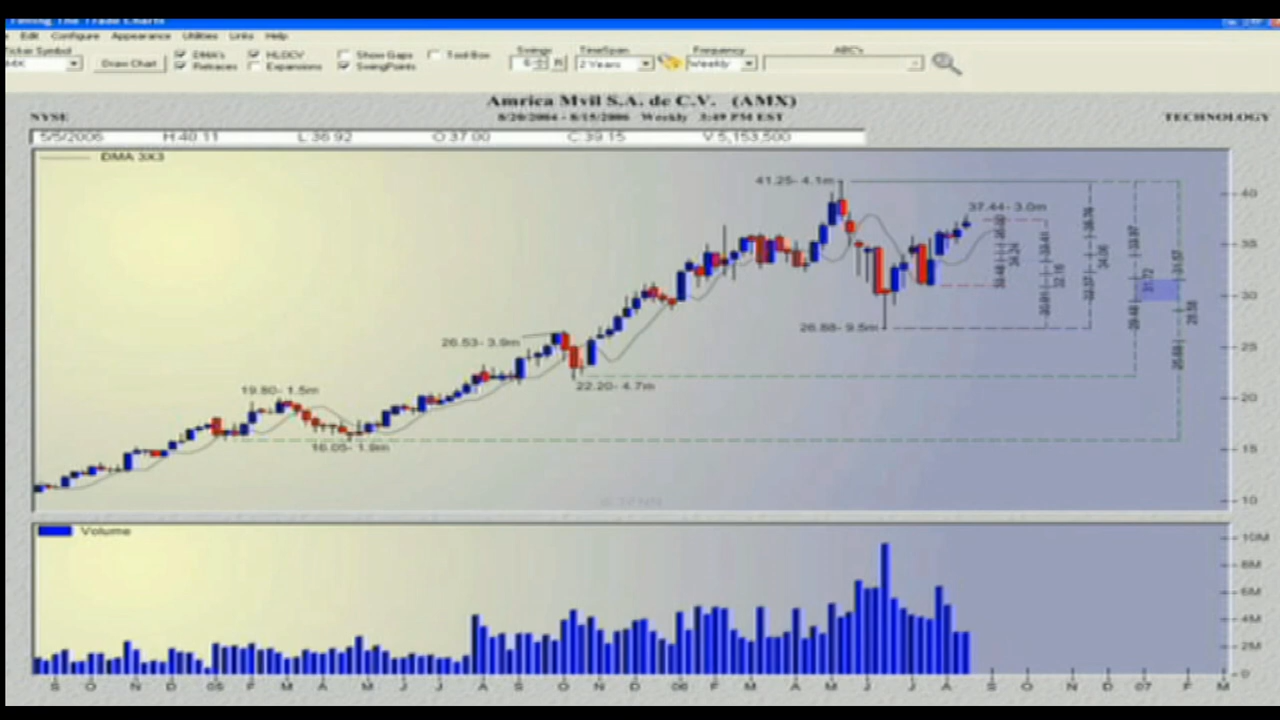 Timing The Trade Charts
Edit Configure Appearance Utilities Links Help
Ticker Symbol
AMX Draw Chart
DMA's HLOCV Show Gaps Tool Box
Retraces Expansions SwingPoints
Swings TimeSpan Frequency ABC's
6 R 2 Years Weekly
Amrica Mvil S.A. de C.V. (AMX)
NYSE 8/20/2004 - 8/15/2006 Weekly 3:49 PM EST TECHNOLOGY
5/5/2006 H:40.11 L:36.92 O:37.00 C:39.15 V:5,153,500
DMA 3X3
41.25- 4.1m
37.44- 3.0m
26.88- 9.5m
26.53- 3.9m
22.20- 4.7m
19.80- 1.5m
16.05- 1.9m
40
35
30
25
20
15
10
Volume
10M
8M
6M
4M
2M
0
S O N D 05 F M A M J J A S O N D 06 F M A M J J A S O N D 07 F M